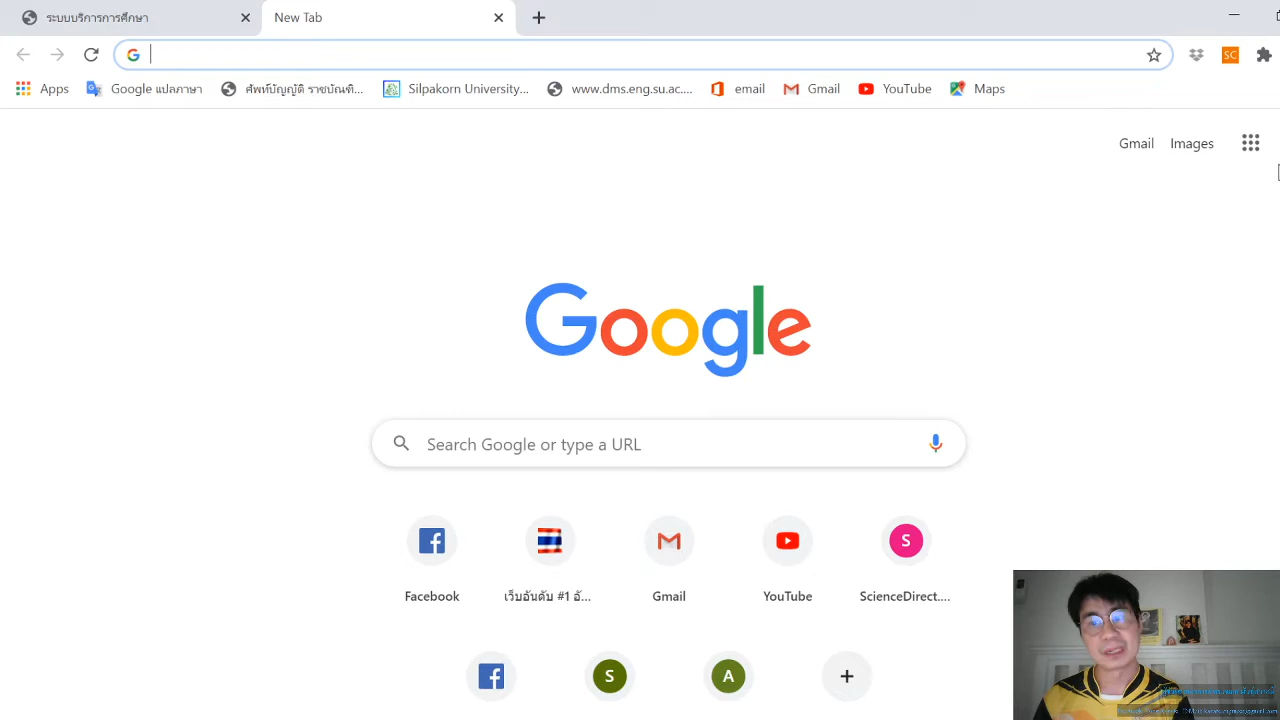 ระบบบริการการศึกษา
New Tab
SC
Apps
Google แปลภาษา
ศัพท์บัญญัติ ราชบัณฑิ...
Silpakorn University...
www.dms.eng.su.ac....
email
Gmail
YouTube
Maps
Gmail
Images
Google
Search Google or type a URL
S
Facebook
เว็บอันดับ #1 อั...
Gmail
YouTube
ScienceDirect....
S
A